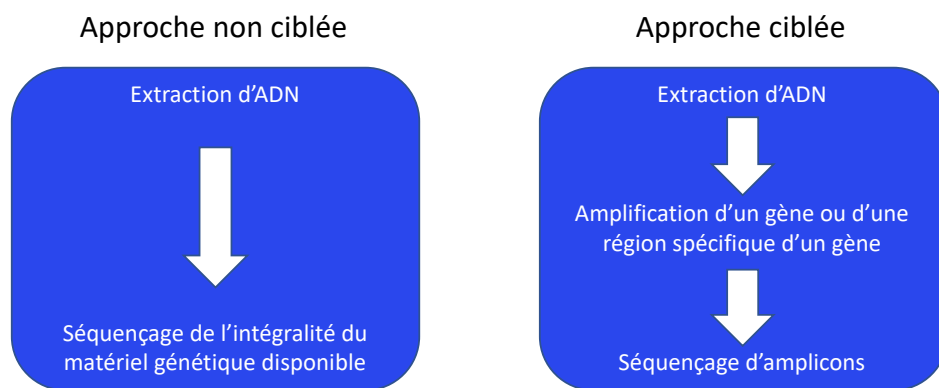 Approche non ciblée
Extraction d'ADN
Séquençage de l'intégralité du
matériel génétique disponible
Approche ciblée
Extraction d'ADN
Amplification d'un gène ou d'une
région spécifique d'un gène
Séquençage d'amplicons